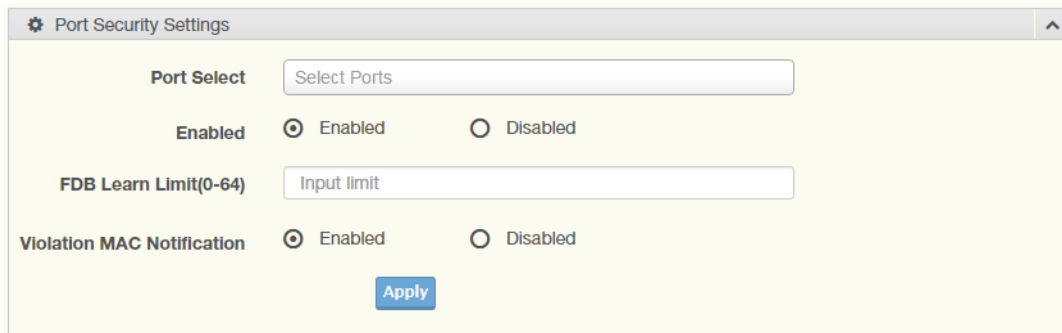 Port Security Settings
Port Select Select Ports
Enabled Enabled Disabled
FDB Learn Limit(0-64) Input limit
Violation MAC Notification Enabled Disabled
Apply